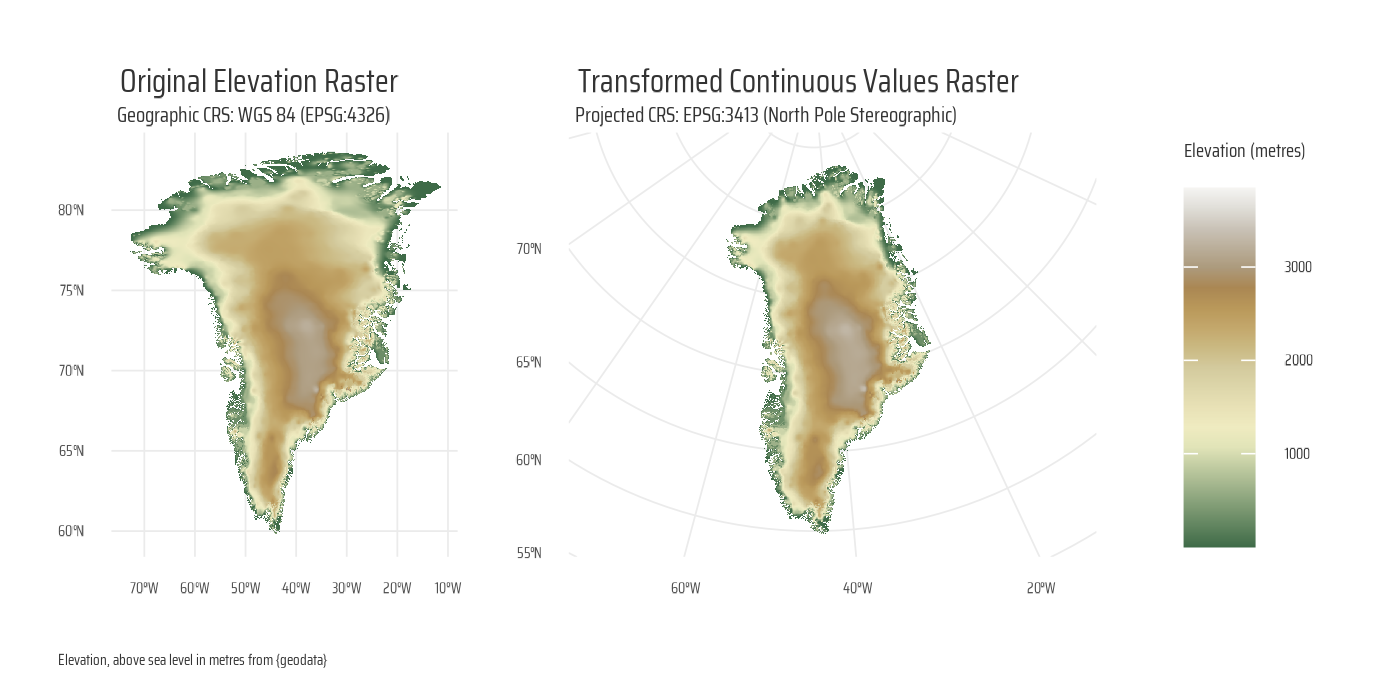 Original Elevation Raster
Geographic CRS: WGS 84 (EPSG:4326)
80°N
75°N
70°N
65°N
60°N
70°W 60°W 50°W 40°W 30°W 20°W 10°W
Transformed Continuous Values Raster
Projected CRS: EPSG:3413 (North Pole Stereographic)
70°N
65°N
60°N
55°N
60°W 40°W 20°W
Elevation (metres)
3000
2000
1000
Elevation, above sea level in metres from {geodata}